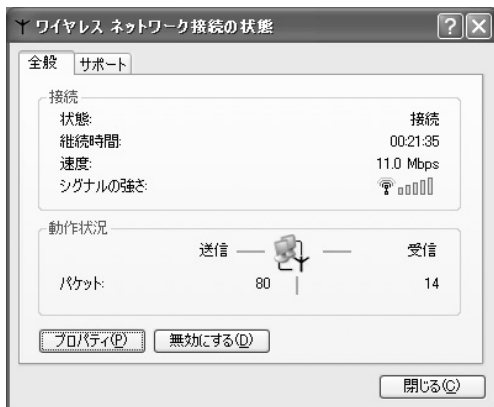 ワイヤレス ネットワーク接続の状態
全般 サポート
接続
状態: 接続
継続時間: 00:21:35
速度: 11.0 Mbps
シグナルの強さ:
動作状況
送信 受信
パケット: 80 14
プロパティ(P) 無効にする(D)
閉じる(C)